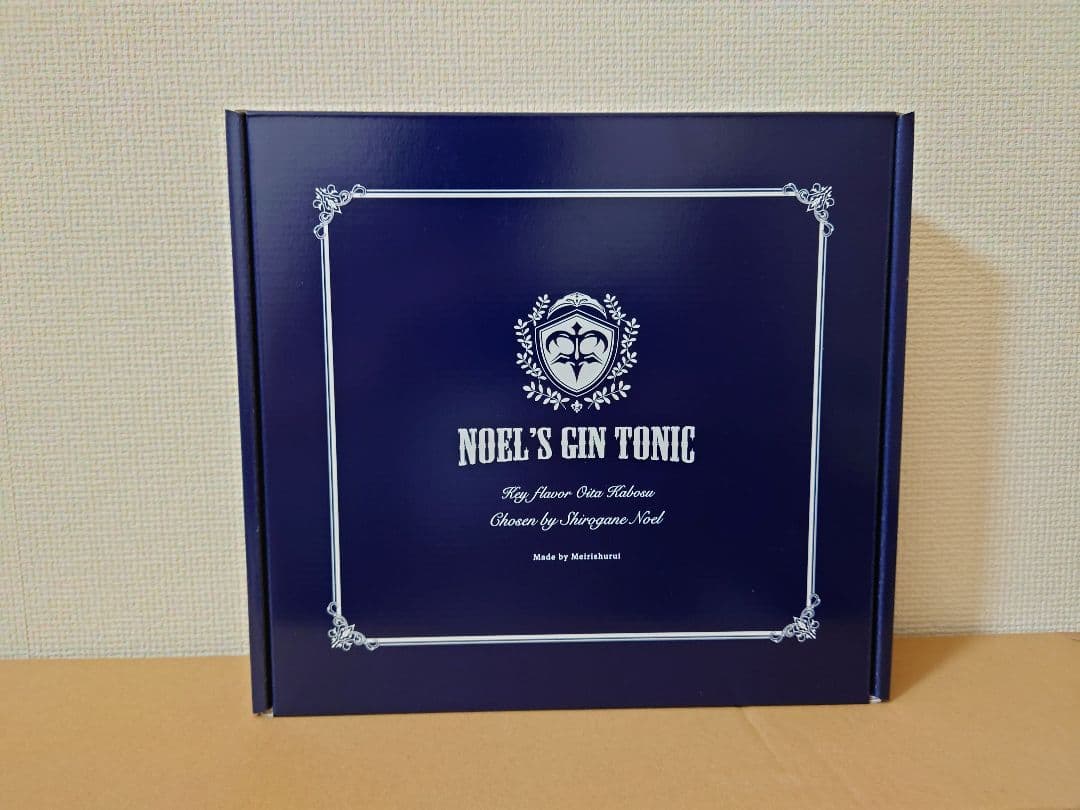 NOEL'S GIN TONIC
Key flavor Oita Kabosu
Chosen by Shirogane Noel
Made by Meirishurui